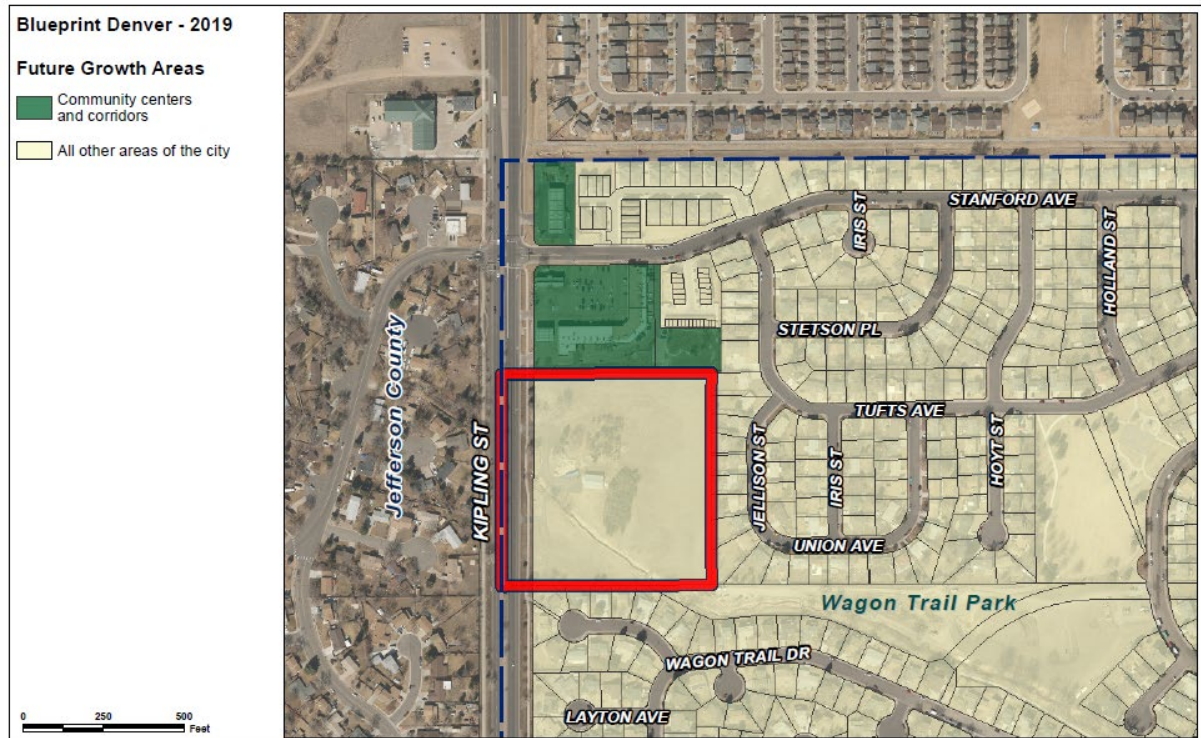 Blueprint Denver - 2019
Future Growth Areas
Community centers
and corridors
All other areas of the city
0 250 500
Feet
STANFORD AVE
IRIS ST
HOLLAND ST
STETSON PL
TUFTS AVE
Jefferson County
KIPLING ST
JELLISON ST
IRIS ST
HOYT ST
UNION AVE
Wagon Trail Park
WAGON TRAIL DR
LAYTON AVE